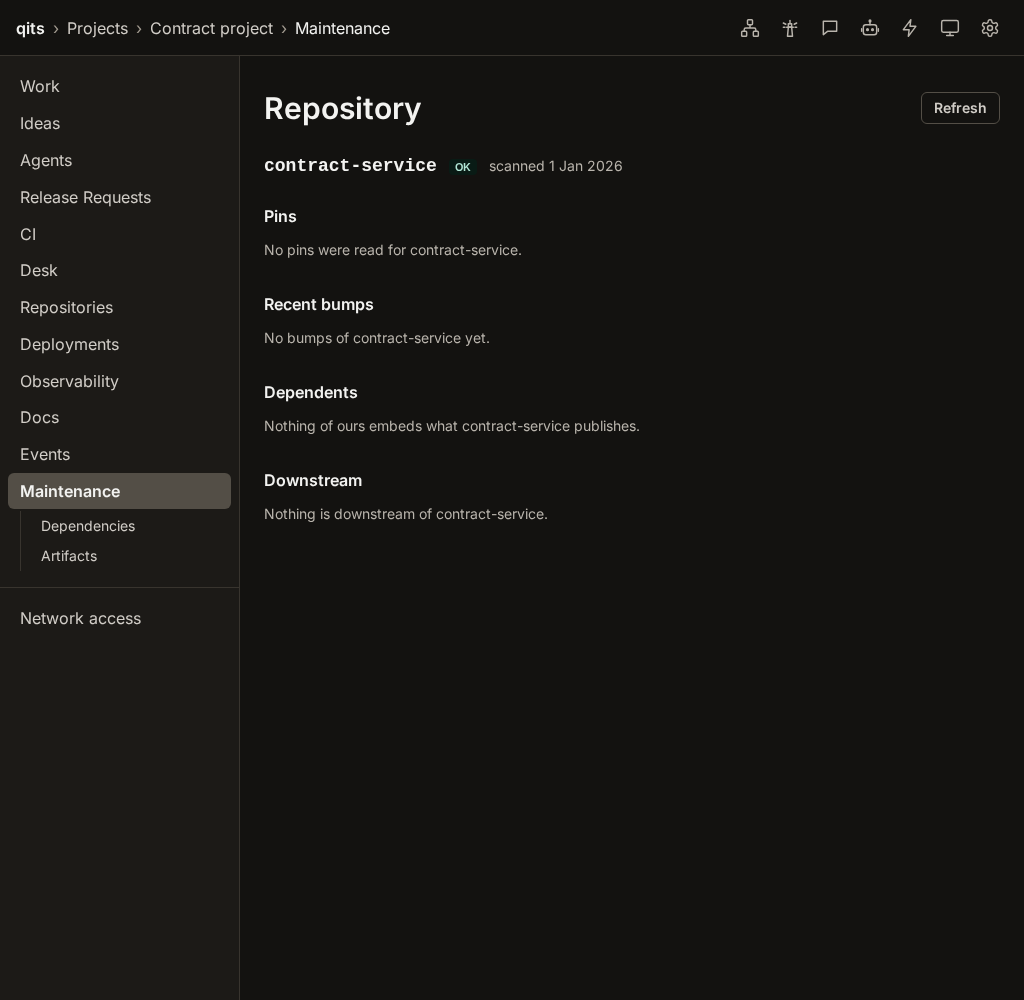 qits › Projects › Contract project › Maintenance
Work
Ideas
Agents
Release Requests
CI
Desk
Repositories
Deployments
Observability
Docs
Events
Maintenance
Dependencies
Artifacts
Network access
Repository
Refresh
contract-service OK scanned 1 Jan 2026
Pins
No pins were read for contract-service.
Recent bumps
No bumps of contract-service yet.
Dependents
Nothing of ours embeds what contract-service publishes.
Downstream
Nothing is downstream of contract-service.